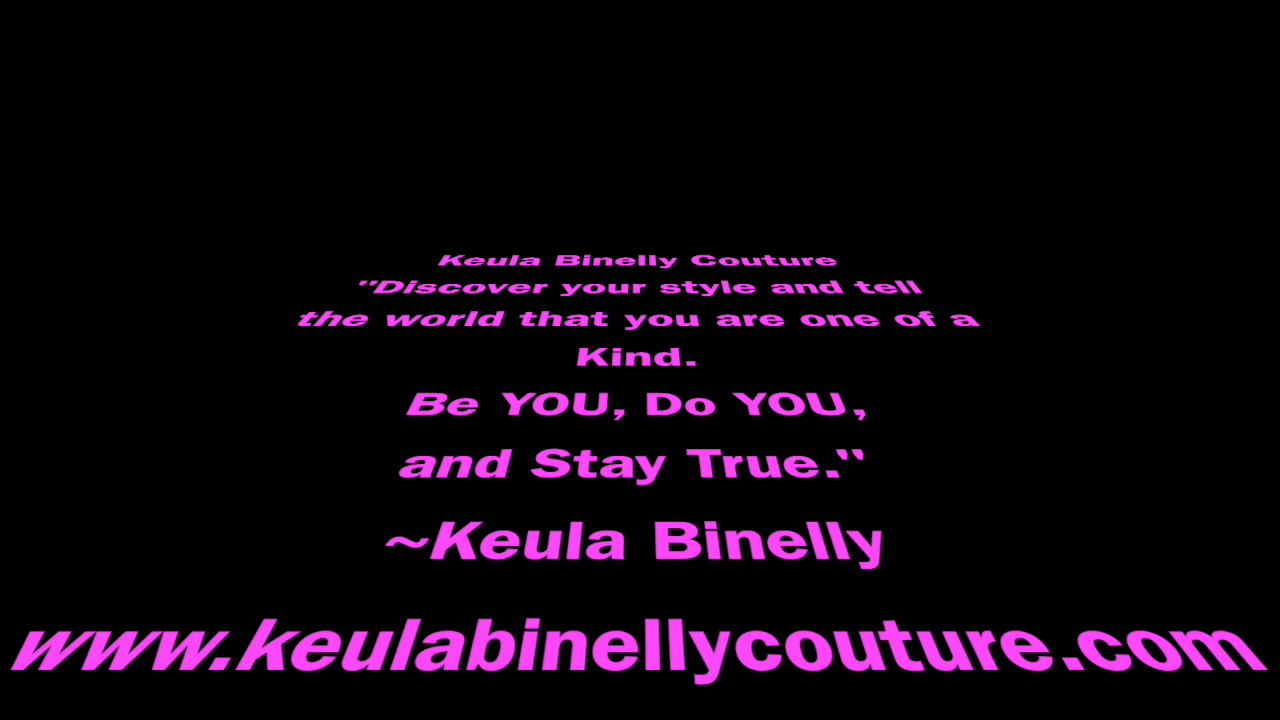 Keula Binelly Couture
"Discover your style and tell
the world that you are one of a
Kind.
Be YOU, Do YOU,
and Stay True."
~Keula Binelly
www.keulabinellycouture.com